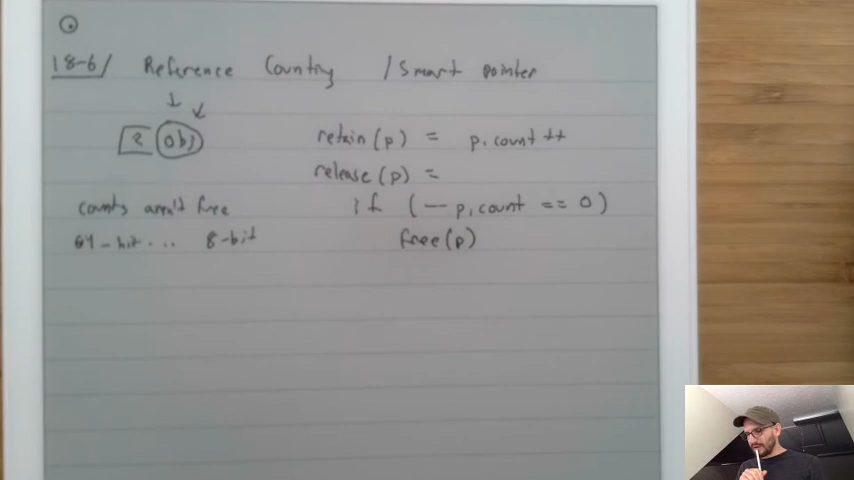 18-6/ Reference Counting /Smart pointer
2 Obj
retain(p) = p.count ++
release(p) =
if (-- p.count == 0)
free(p)
counts aren't free
64-bit ... 8-bit